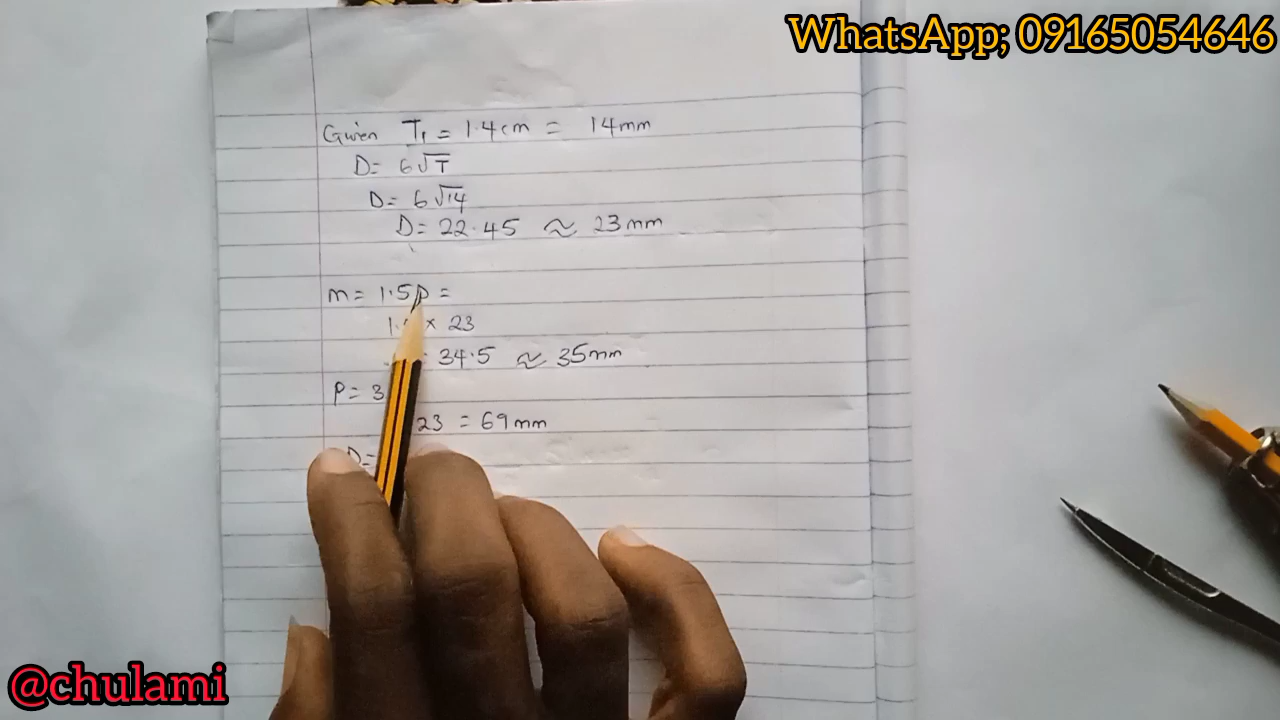 WhatsApp; 09165054646
Given T₁ = 1.4cm = 14mm
D= 6√T
D= 6√14
D= 22.45 ≈ 23mm
m= 1.5D =
1. × 23
= 34.5 ≈ 35mm
P= 3
23 = 69mm
D=
@chulami